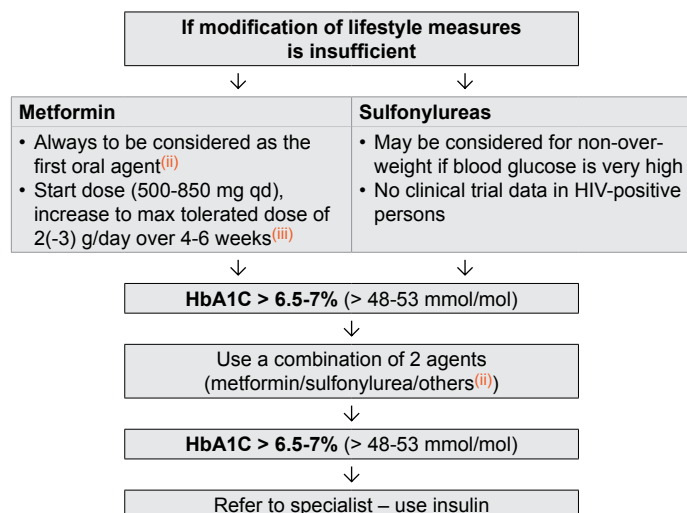 If modification of lifestyle measures
is insufficient
Metformin
• Always to be considered as the
first oral agent(ii)
• Start dose (500-850 mg qd),
increase to max tolerated dose of
2(-3) g/day over 4-6 weeks(iii)
Sulfonylureas
• May be considered for non-over-
weight if blood glucose is very high
• No clinical trial data in HIV-positive
persons
HbA1C > 6.5-7% (> 48-53 mmol/mol)
Use a combination of 2 agents
(metformin/sulfonylurea/others(ii))
HbA1C > 6.5-7% (> 48-53 mmol/mol)
Refer to specialist – use insulin